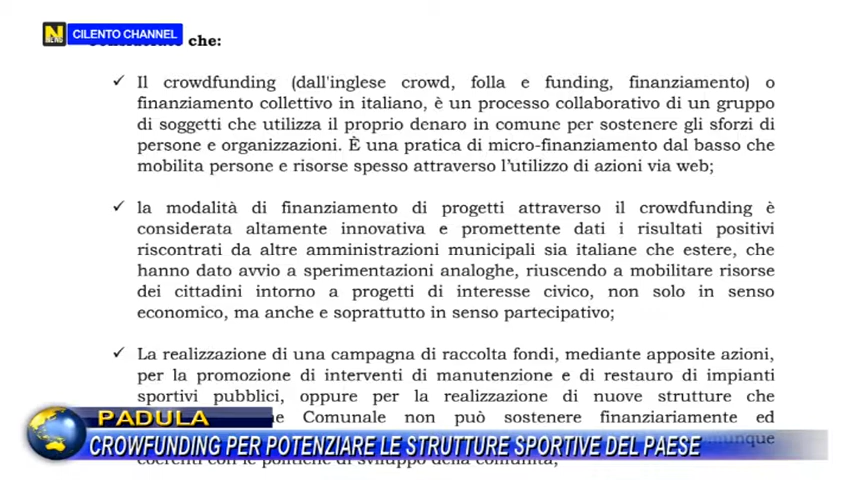 CILENTO CHANNEL
che:
✓ Il crowdfunding (dall'inglese crowd, folla e funding, finanziamento) o
finanziamento collettivo in italiano, è un processo collaborativo di un gruppo
di soggetti che utilizza il proprio denaro in comune per sostenere gli sforzi di
persone e organizzazioni. È una pratica di micro-finanziamento dal basso che
mobilita persone e risorse spesso attraverso l'utilizzo di azioni via web;
✓ la modalità di finanziamento di progetti attraverso il crowdfunding è
considerata altamente innovativa e promettente dati i risultati positivi
riscontrati da altre amministrazioni municipali sia italiane che estere, che
hanno dato avvio a sperimentazioni analoghe, riuscendo a mobilitare risorse
dei cittadini intorno a progetti di interesse civico, non solo in senso
economico, ma anche e soprattutto in senso partecipativo;
✓ La realizzazione di una campagna di raccolta fondi, mediante apposite azioni,
per la promozione di interventi di manutenzione e di restauro di impianti
sportivi pubblici, oppure per la realizzazione di nuove strutture che
Comunale non può sostenere finanziariamente ed
coerenti con le politiche di sviluppo della comunità;
PADULA
CROWFUNDING PER POTENZIARE LE STRUTTURE SPORTIVE DEL PAESE